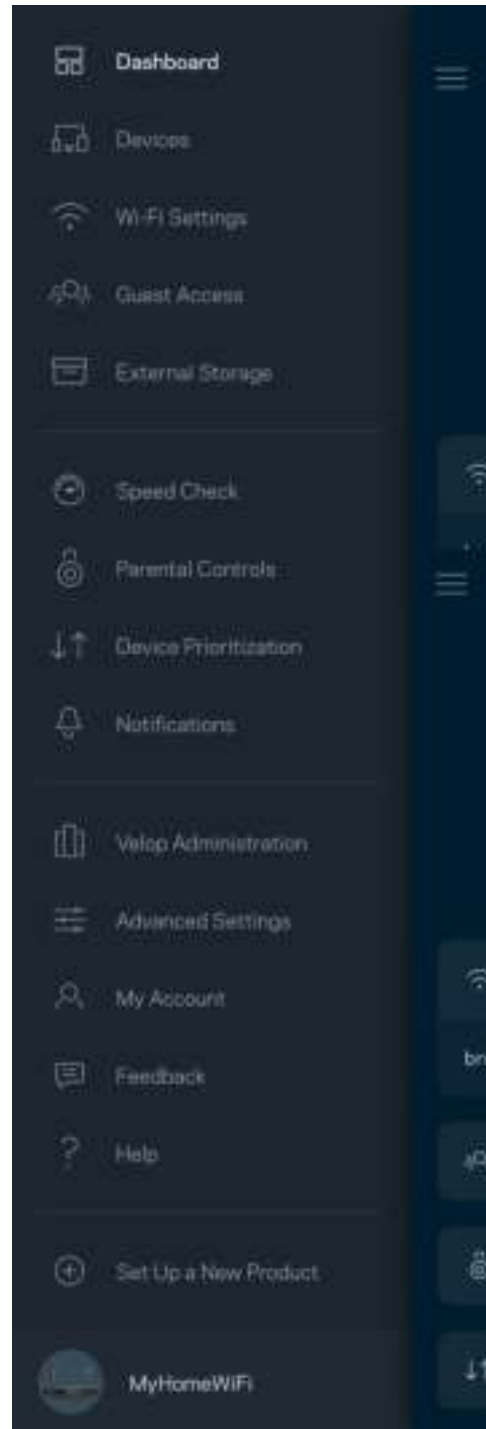 Dashboard
Devices
Wi-Fi Settings
Guest Access
External Storage
Speed Check
Parental Controls
Device Prioritization
Notifications
Velop Administration
Advanced Settings
My Account
Feedback
Help
Set Up a New Product
MyHomeWiFi